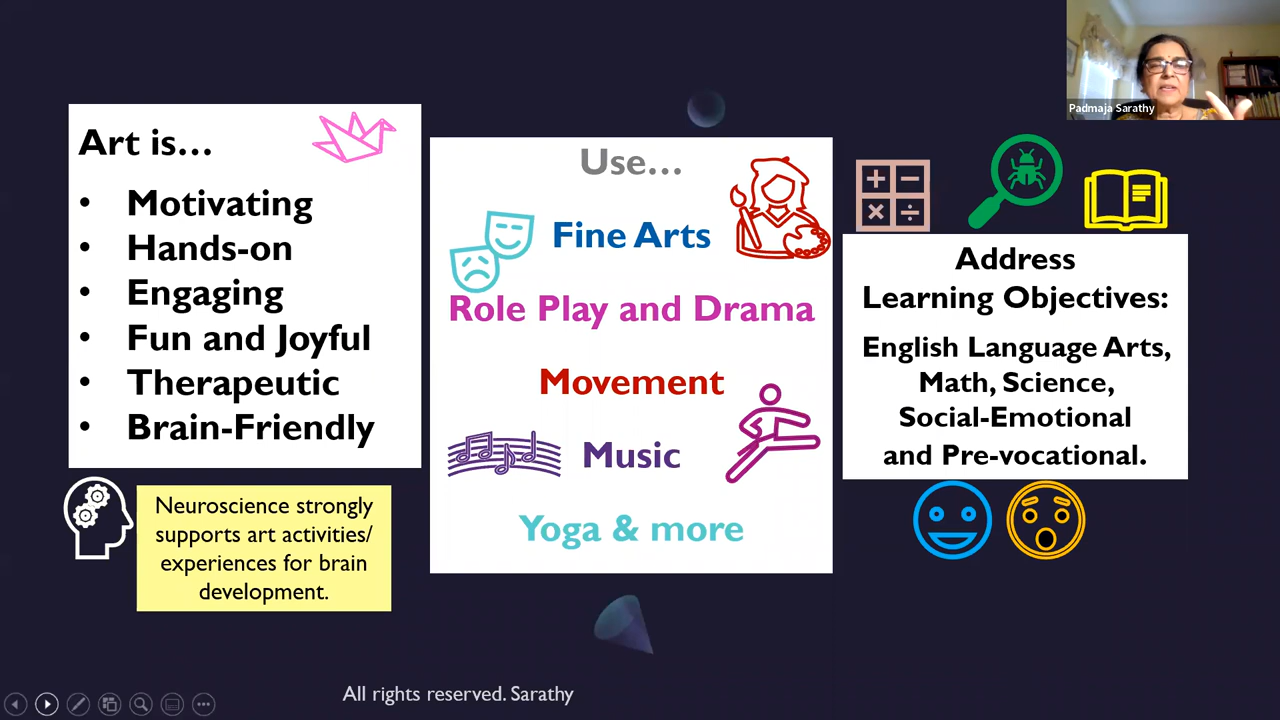 Padmaja Sarathy
Art is…
• Motivating
• Hands-on
• Engaging
• Fun and Joyful
• Therapeutic
• Brain-Friendly
Neuroscience strongly
supports art activities/
experiences for brain
development.
Use…
Fine Arts
Role Play and Drama
Movement
Music
Yoga & more
Address
Learning Objectives:
English Language Arts,
Math, Science,
Social-Emotional
and Pre-vocational.
All rights reserved. Sarathy